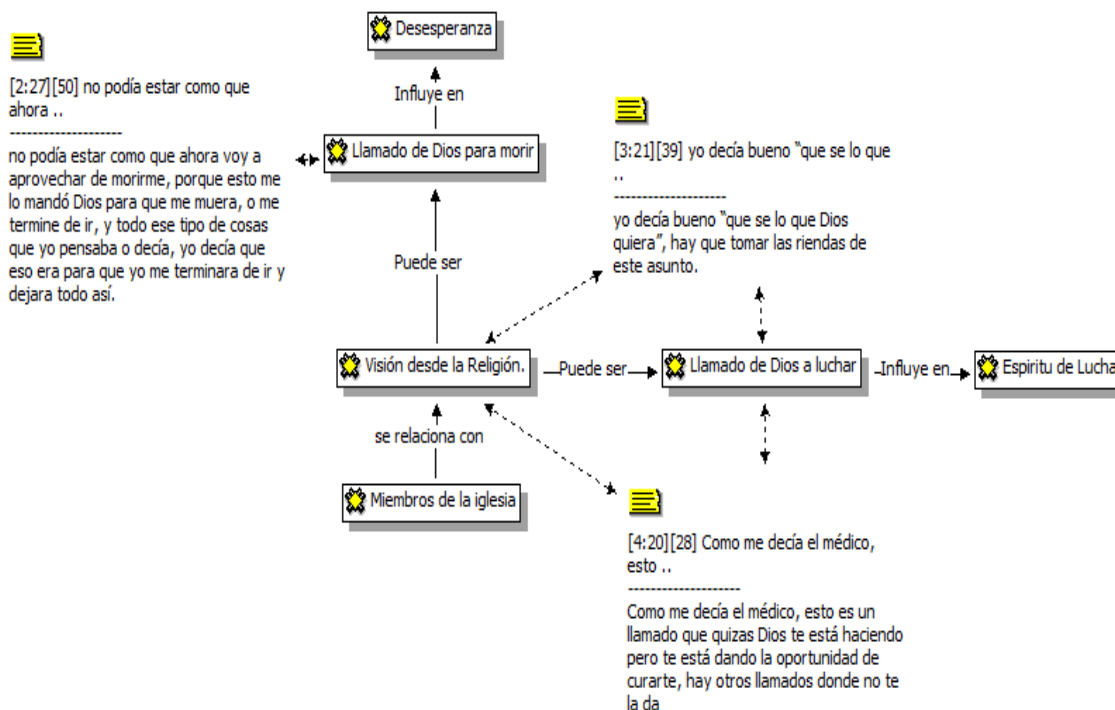 Desesperanza
Influye en
Llamado de Dios para morir
[2:27][50] no podía estar como que
ahora ..
--------------------
no podía estar como que ahora voy a
aprovechar de morirme, porque esto me
lo mandó Dios para que me muera, o me
termine de ir, y todo ese tipo de cosas
que yo pensaba o decía, yo decía que
eso era para que yo me terminara de ir y
dejara todo así.
Puede ser
[3:21][39] yo decía bueno "que se lo que
..
--------------------
yo decía bueno "que se lo que Dios
quiera", hay que tomar las riendas de
este asunto.
Visión desde la Religión.
Puede ser
Llamado de Dios a luchar
Influye en
Espiritu de Lucha
se relaciona con
Miembros de la iglesia
[4:20][28] Como me decía el médico,
esto ..
--------------------
Como me decía el médico, esto es un
llamado que quizas Dios te está haciendo
pero te está dando la oportunidad de
curarte, hay otros llamados donde no te
la da